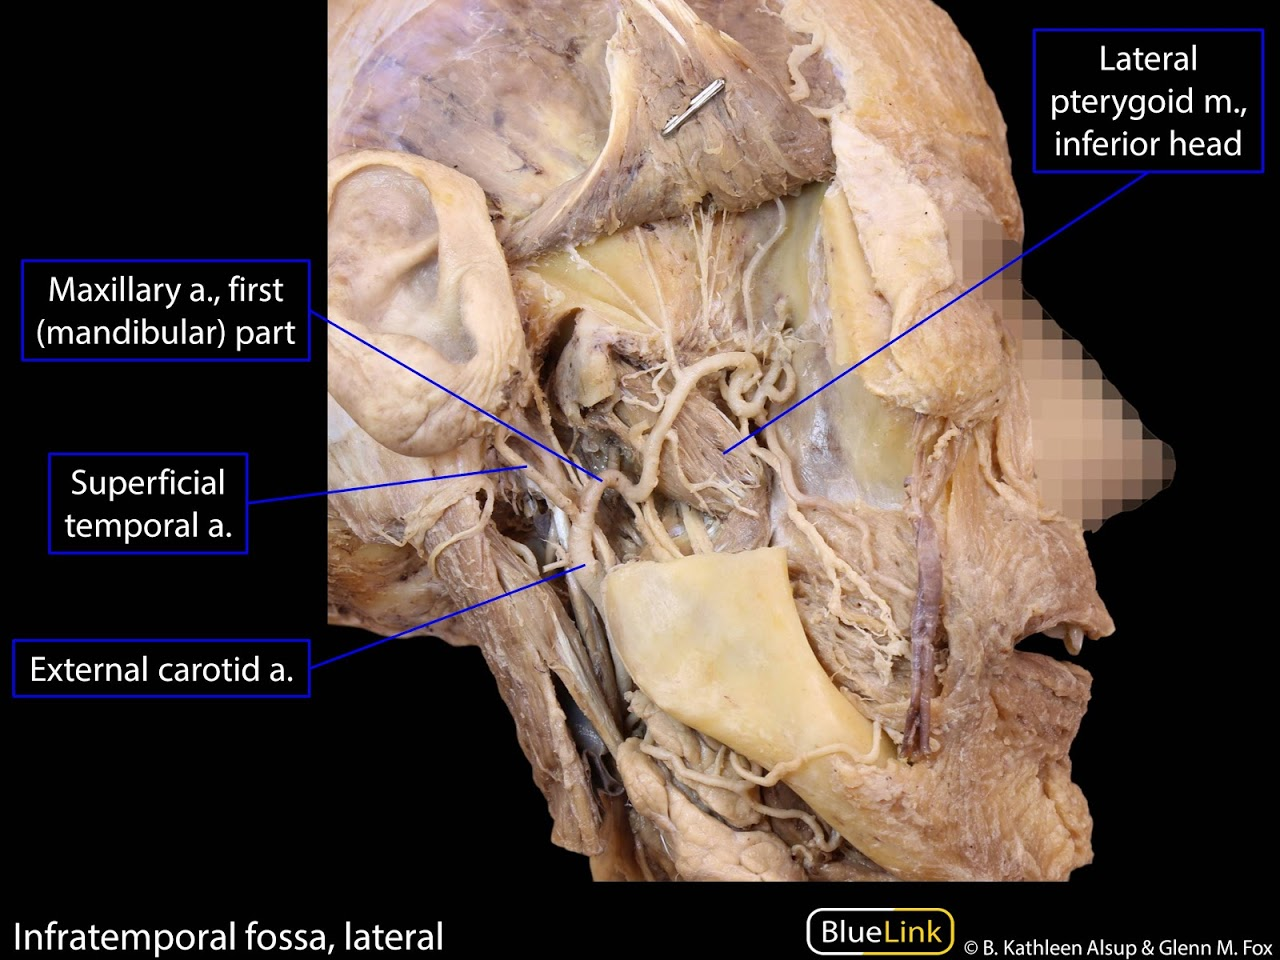 Lateral
pterygoid m.,
inferior head
Maxillary a., first
(mandibular) part
Superficial
temporal a.
External carotid a.
Infratemporal fossa, lateral
BlueLink
© B. Kathleen Alsup & Glenn M. Fox